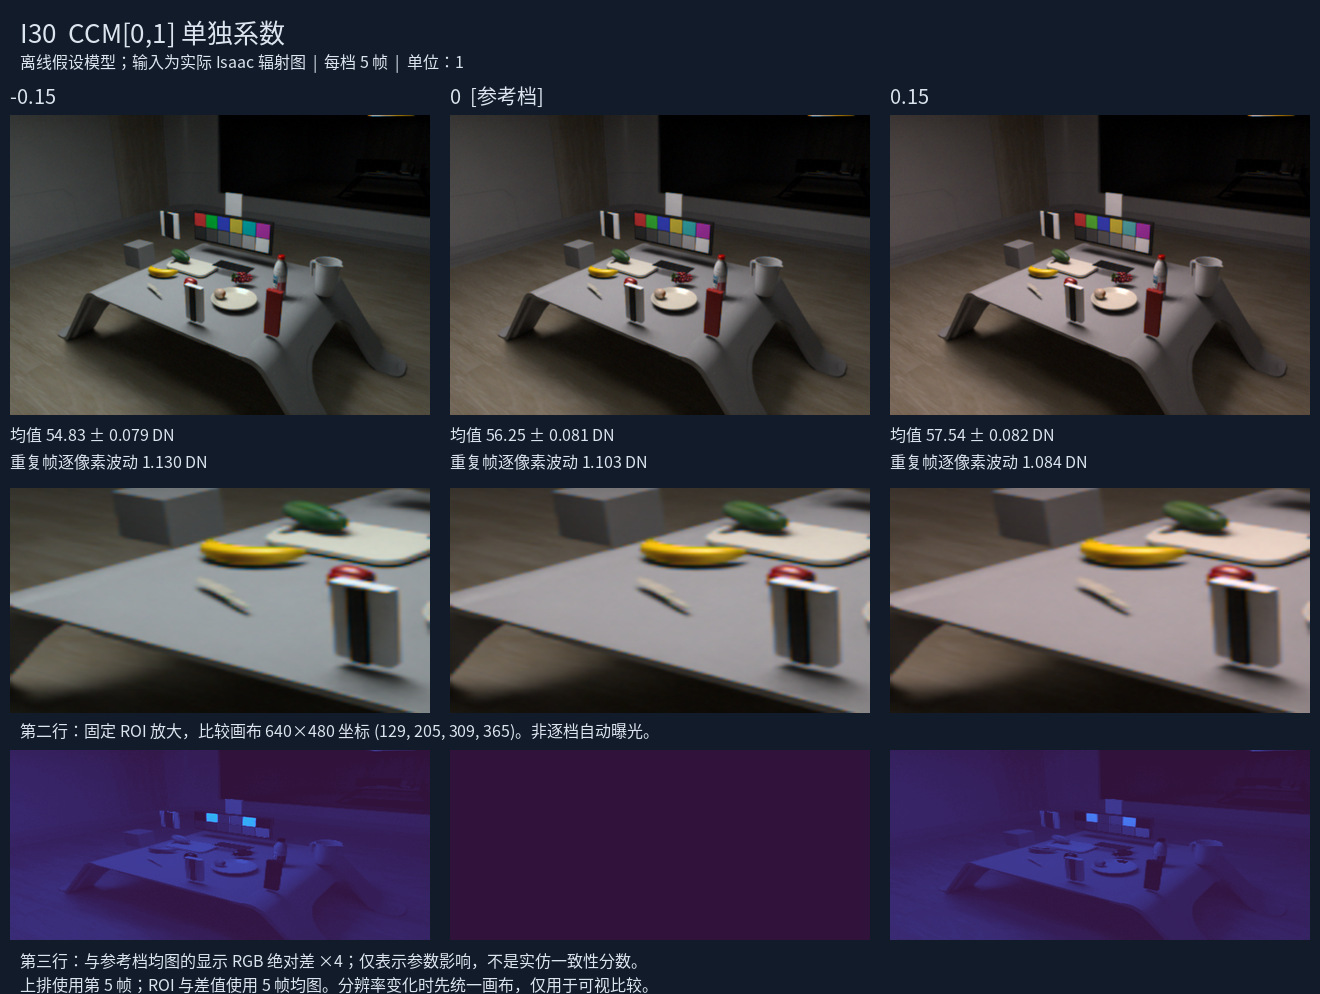 I30 CCM[0,1] 单独系数
离线假设模型；输入为实际 Isaac 辐射图 | 每档 5 帧 | 单位：1
-0.15
0 [参考档]
0.15
均值 54.83 ± 0.079 DN
重复帧逐像素波动 1.130 DN
均值 56.25 ± 0.081 DN
重复帧逐像素波动 1.103 DN
均值 57.54 ± 0.082 DN
重复帧逐像素波动 1.084 DN
第二行：固定 ROI 放大，比较画布 640×480 坐标 (129, 205, 309, 365)。非逐档自动曝光。
第三行：与参考档均图的显示 RGB 绝对差 ×4；仅表示参数影响，不是实仿一致性分数。
上排使用第 5 帧；ROI 与差值使用 5 帧均图。分辨率变化时先统一画布，仅用于可视比较。